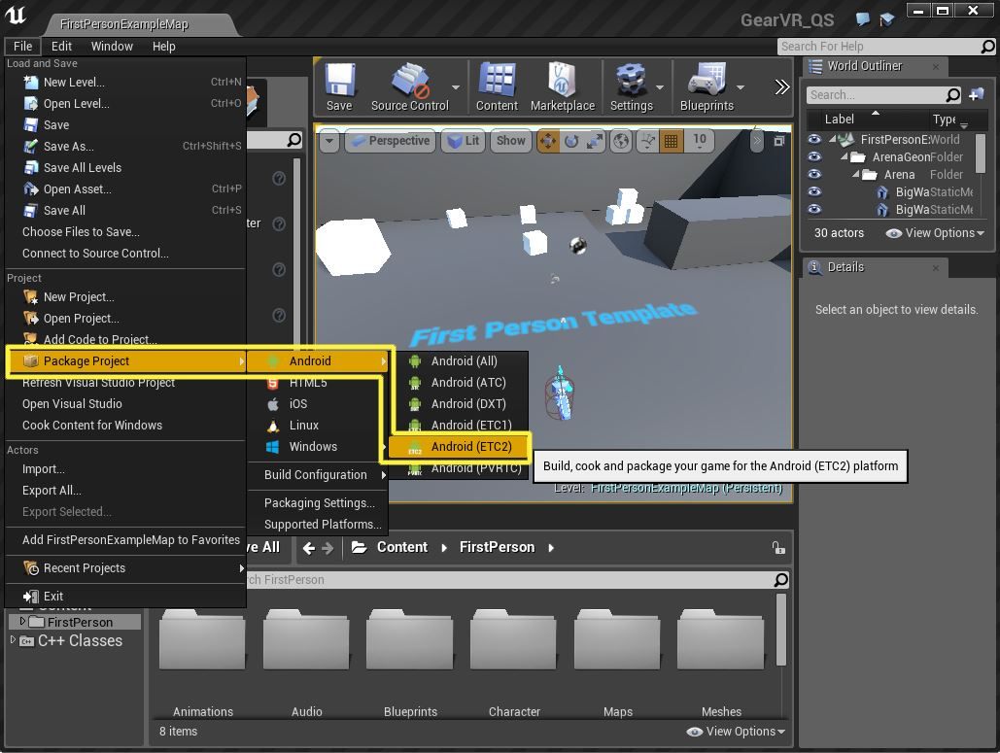 FirstPersonExampleMap
GearVR_QS
File Edit Window Help
Search For Help
Load and Save
New Level... Ctrl+N
Open Level... Ctrl+O
Save
Save As... Ctrl+Shift+S
Save All Levels
Open Asset... Ctrl+P
Save All Ctrl+S
Choose Files to Save...
Connect to Source Control...
Project
New Project...
Open Project...
Add Code to Project...
Package Project
Refresh Visual Studio Project
Open Visual Studio
Cook Content for Windows
Actors
Import...
Export All...
Export Selected...
Add FirstPersonExampleMap to Favorites
Recent Projects
Exit
Android
HTML5
iOS
Linux
Windows
Build Configuration
Packaging Settings...
Supported Platforms...
Android (All)
Android (ATC)
Android (DXT)
Android (ETC1)
Android (ETC2)
Android (PVRTC)
Build, cook and package your game for the Android (ETC2) platform
ter
Save Source Control Content Marketplace Settings Blueprints
Perspective Lit Show 10
First Person Template
Level: FirstPersonExampleMap (Persistent)
World Outliner
Search...
Label Type
FirstPersonEx World
ArenaGeon Folder
Arena Folder
BigWa StaticMe
BigWa StaticMe
30 actors View Options
Details
Select an object to view details.
ve All Content FirstPerson
rch FirstPerson
Content
FirstPerson
C++ Classes
Animations Audio Blueprints Character Maps Meshes
8 items View Options